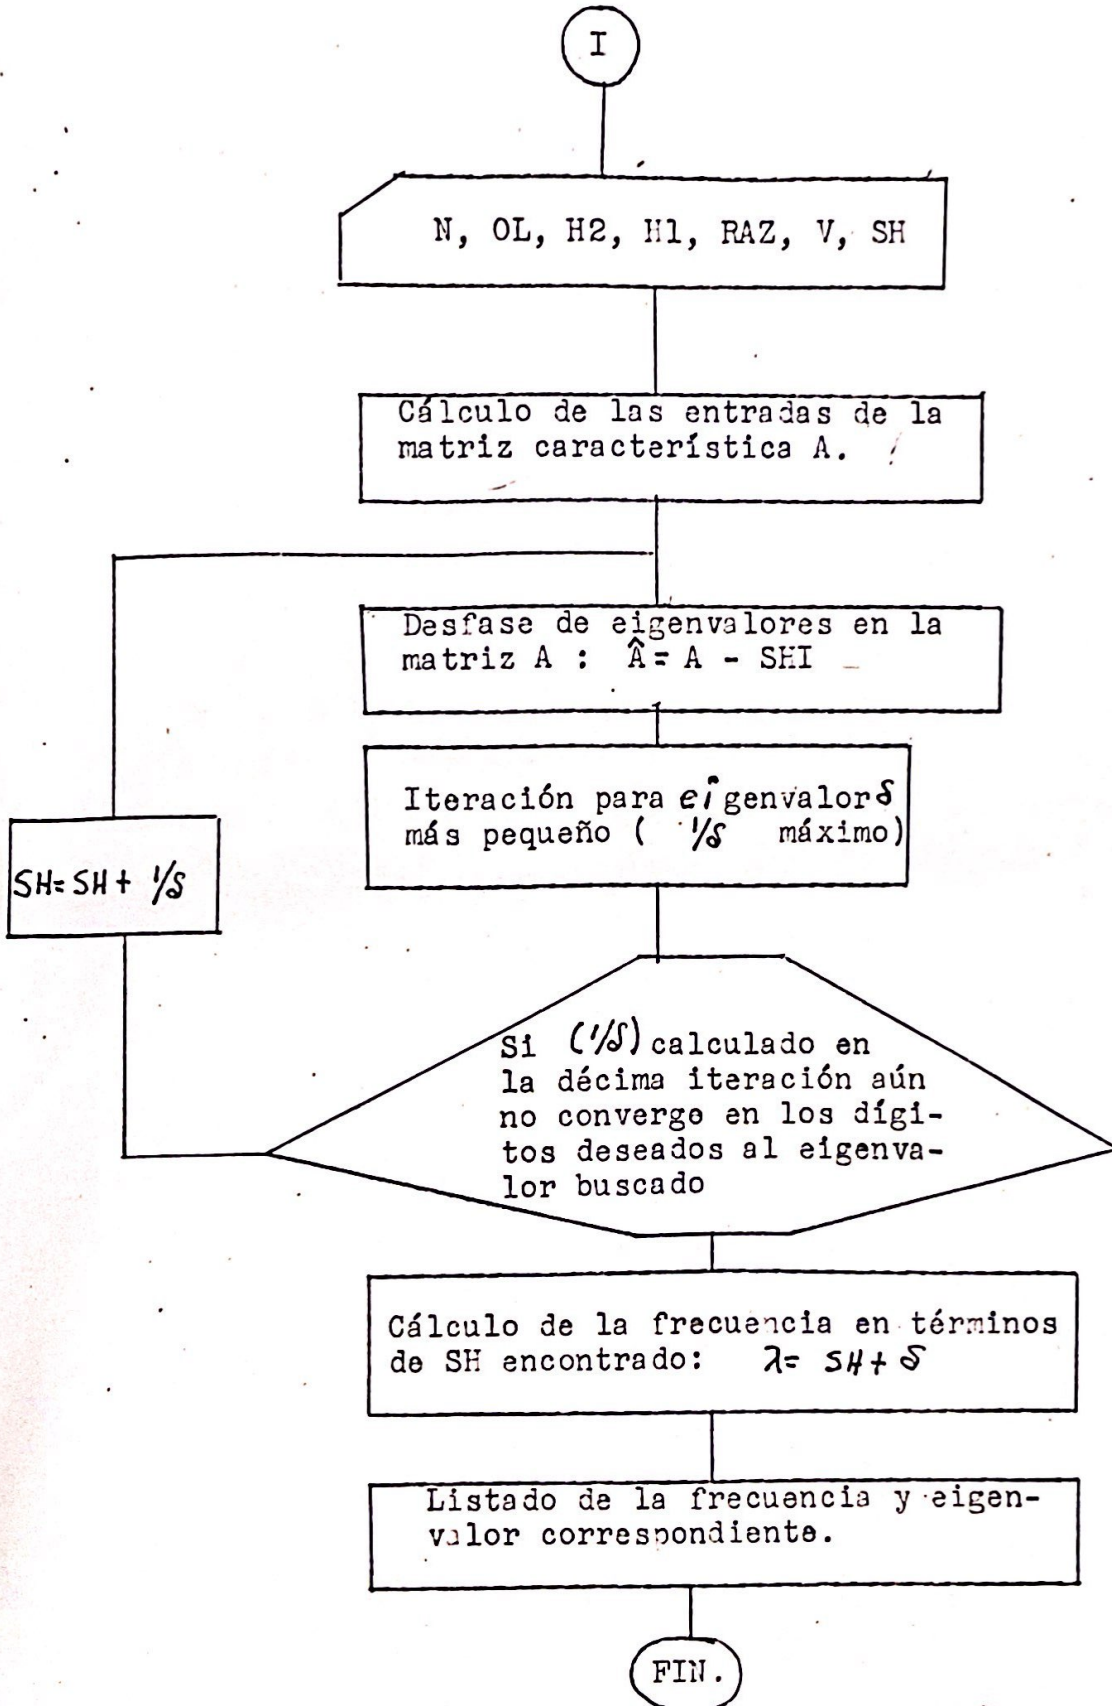 I
N, OL, H2, H1, RAZ, V, SH
Cálculo de las entradas de la
matriz característica A.
Desfase de eigenvalores en la
matriz A : Â = A - SHI
Iteración para eigenvalor δ
más pequeño ( 1/δ máximo)
SH = SH + 1/δ
Si (1/δ) calculado en
la décima iteración aún
no converge en los dígi-
tos deseados al eigenva-
lor buscado
Cálculo de la frecuencia en términos
de SH encontrado: λ = SH + δ
Listado de la frecuencia y eigen-
valor correspondiente.
FIN.